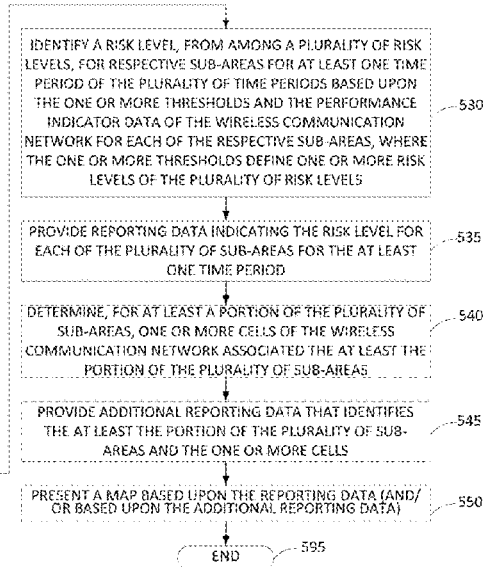 IDENTIFY A RISK LEVEL, FROM AMONG A PLURALITY OF RISK
LEVELS, FOR RESPECTIVE SUB-AREAS FOR AT LEAST ONE TIME
PERIOD OF THE PLURALITY OF TIME PERIODS BASED UPON
THE ONE OR MORE THRESHOLDS AND THE PERFORMANCE
INDICATOR DATA OF THE WIRELESS COMMUNICATION
NETWORK FOR EACH OF THE RESPECTIVE SUB-AREAS, WHERE
THE ONE OR MORE THRESHOLDS DEFINE ONE OR MORE RISK
LEVELS OF THE PLURALITY OF RISK LEVELS
530
PROVIDE REPORTING DATA INDICATING THE RISK LEVEL FOR
EACH OF THE PLURALITY OF SUB-AREAS FOR THE AT LEAST
ONE TIME PERIOD
535
DETERMINE, FOR AT LEAST A PORTION OF THE PLURALITY OF
SUB-AREAS, ONE OR MORE CELLS OF THE WIRELESS
COMMUNICATION NETWORK ASSOCIATED THE AT LEAST THE
PORTION OF THE PLURALITY OF SUB-AREAS
540
PROVIDE ADDITIONAL REPORTING DATA THAT IDENTIFIES
THE AT LEAST THE PORTION OF THE PLURALITY OF SUB-
AREAS AND THE ONE OR MORE CELLS
545
PRESENT A MAP BASED UPON THE REPORTING DATA (AND/
OR BASED UPON THE ADDITIONAL REPORTING DATA)
550
END
595